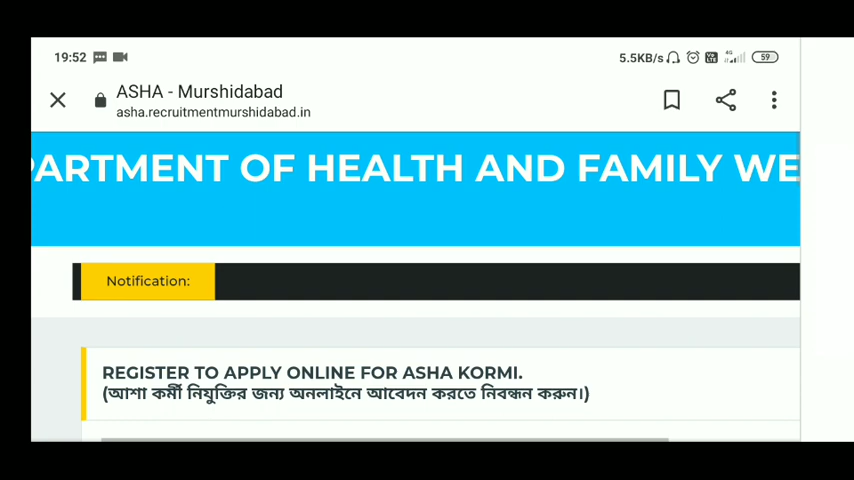 19:52 5.5KB/s 4G 59
ASHA - Murshidabad
asha.recruitmentmurshidabad.in
PARTMENT OF HEALTH AND FAMILY WE
Notification:
REGISTER TO APPLY ONLINE FOR ASHA KORMI.
(আশা কর্মী নিযুক্তির জন্য অনলাইনে আবেদন করতে নিবন্ধন করুন।)